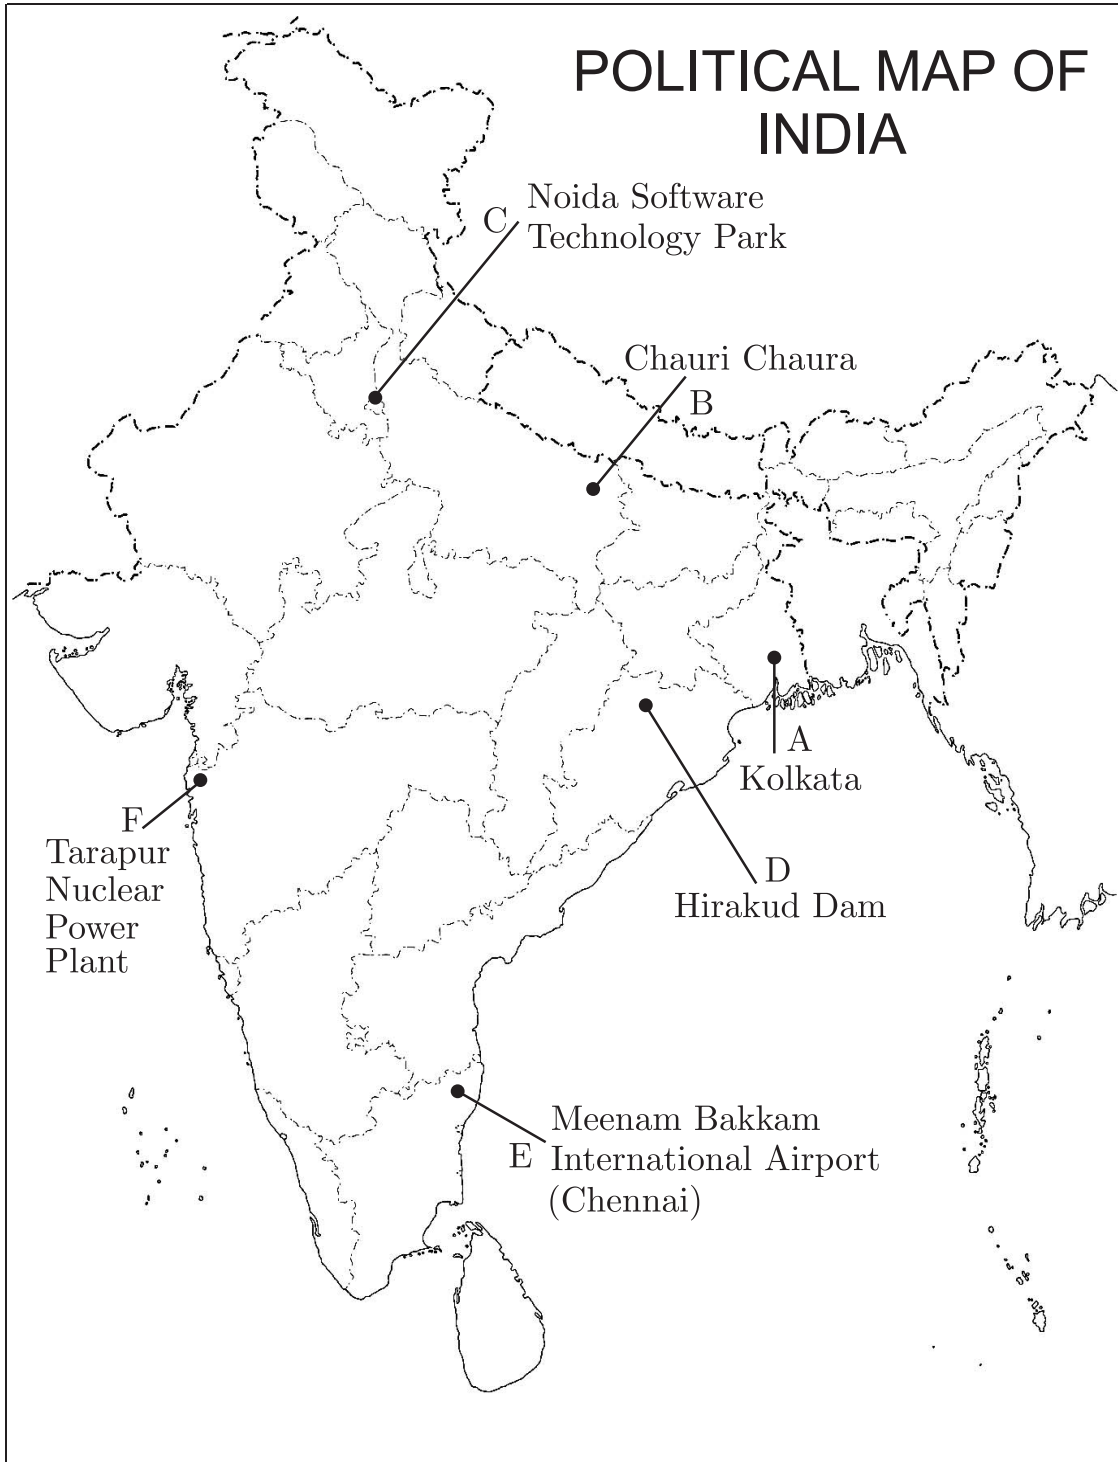 POLITICAL MAP OF
INDIA
C
Noida Software
Technology Park
Chauri Chaura
B
A
Kolkata
F
Tarapur
Nuclear
Power
Plant
D
Hirakud Dam
E
Meenam Bakkam
International Airport
(Chennai)